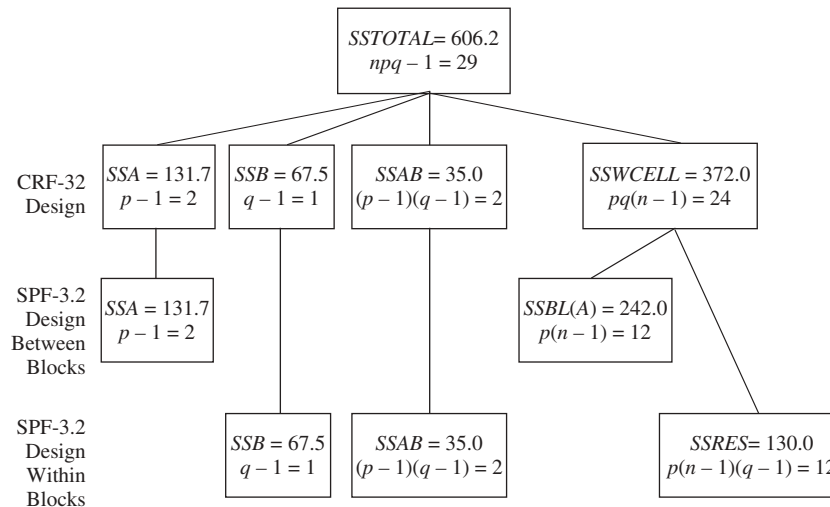 SSTOTAL= 606.2
npq – 1 = 29
CRF-32
Design
SSA = 131.7
p – 1 = 2
SSB = 67.5
q – 1 = 1
SSAB = 35.0
(p – 1)(q – 1) = 2
SSWCELL = 372.0
pq(n – 1) = 24
SPF-3.2
Design
Between
Blocks
SSA = 131.7
p – 1 = 2
SSBL(A) = 242.0
p(n – 1) = 12
SPF-3.2
Design
Within
Blocks
SSB = 67.5
q – 1 = 1
SSAB = 35.0
(p – 1)(q – 1) = 2
SSRES= 130.0
p(n – 1)(q – 1) = 12